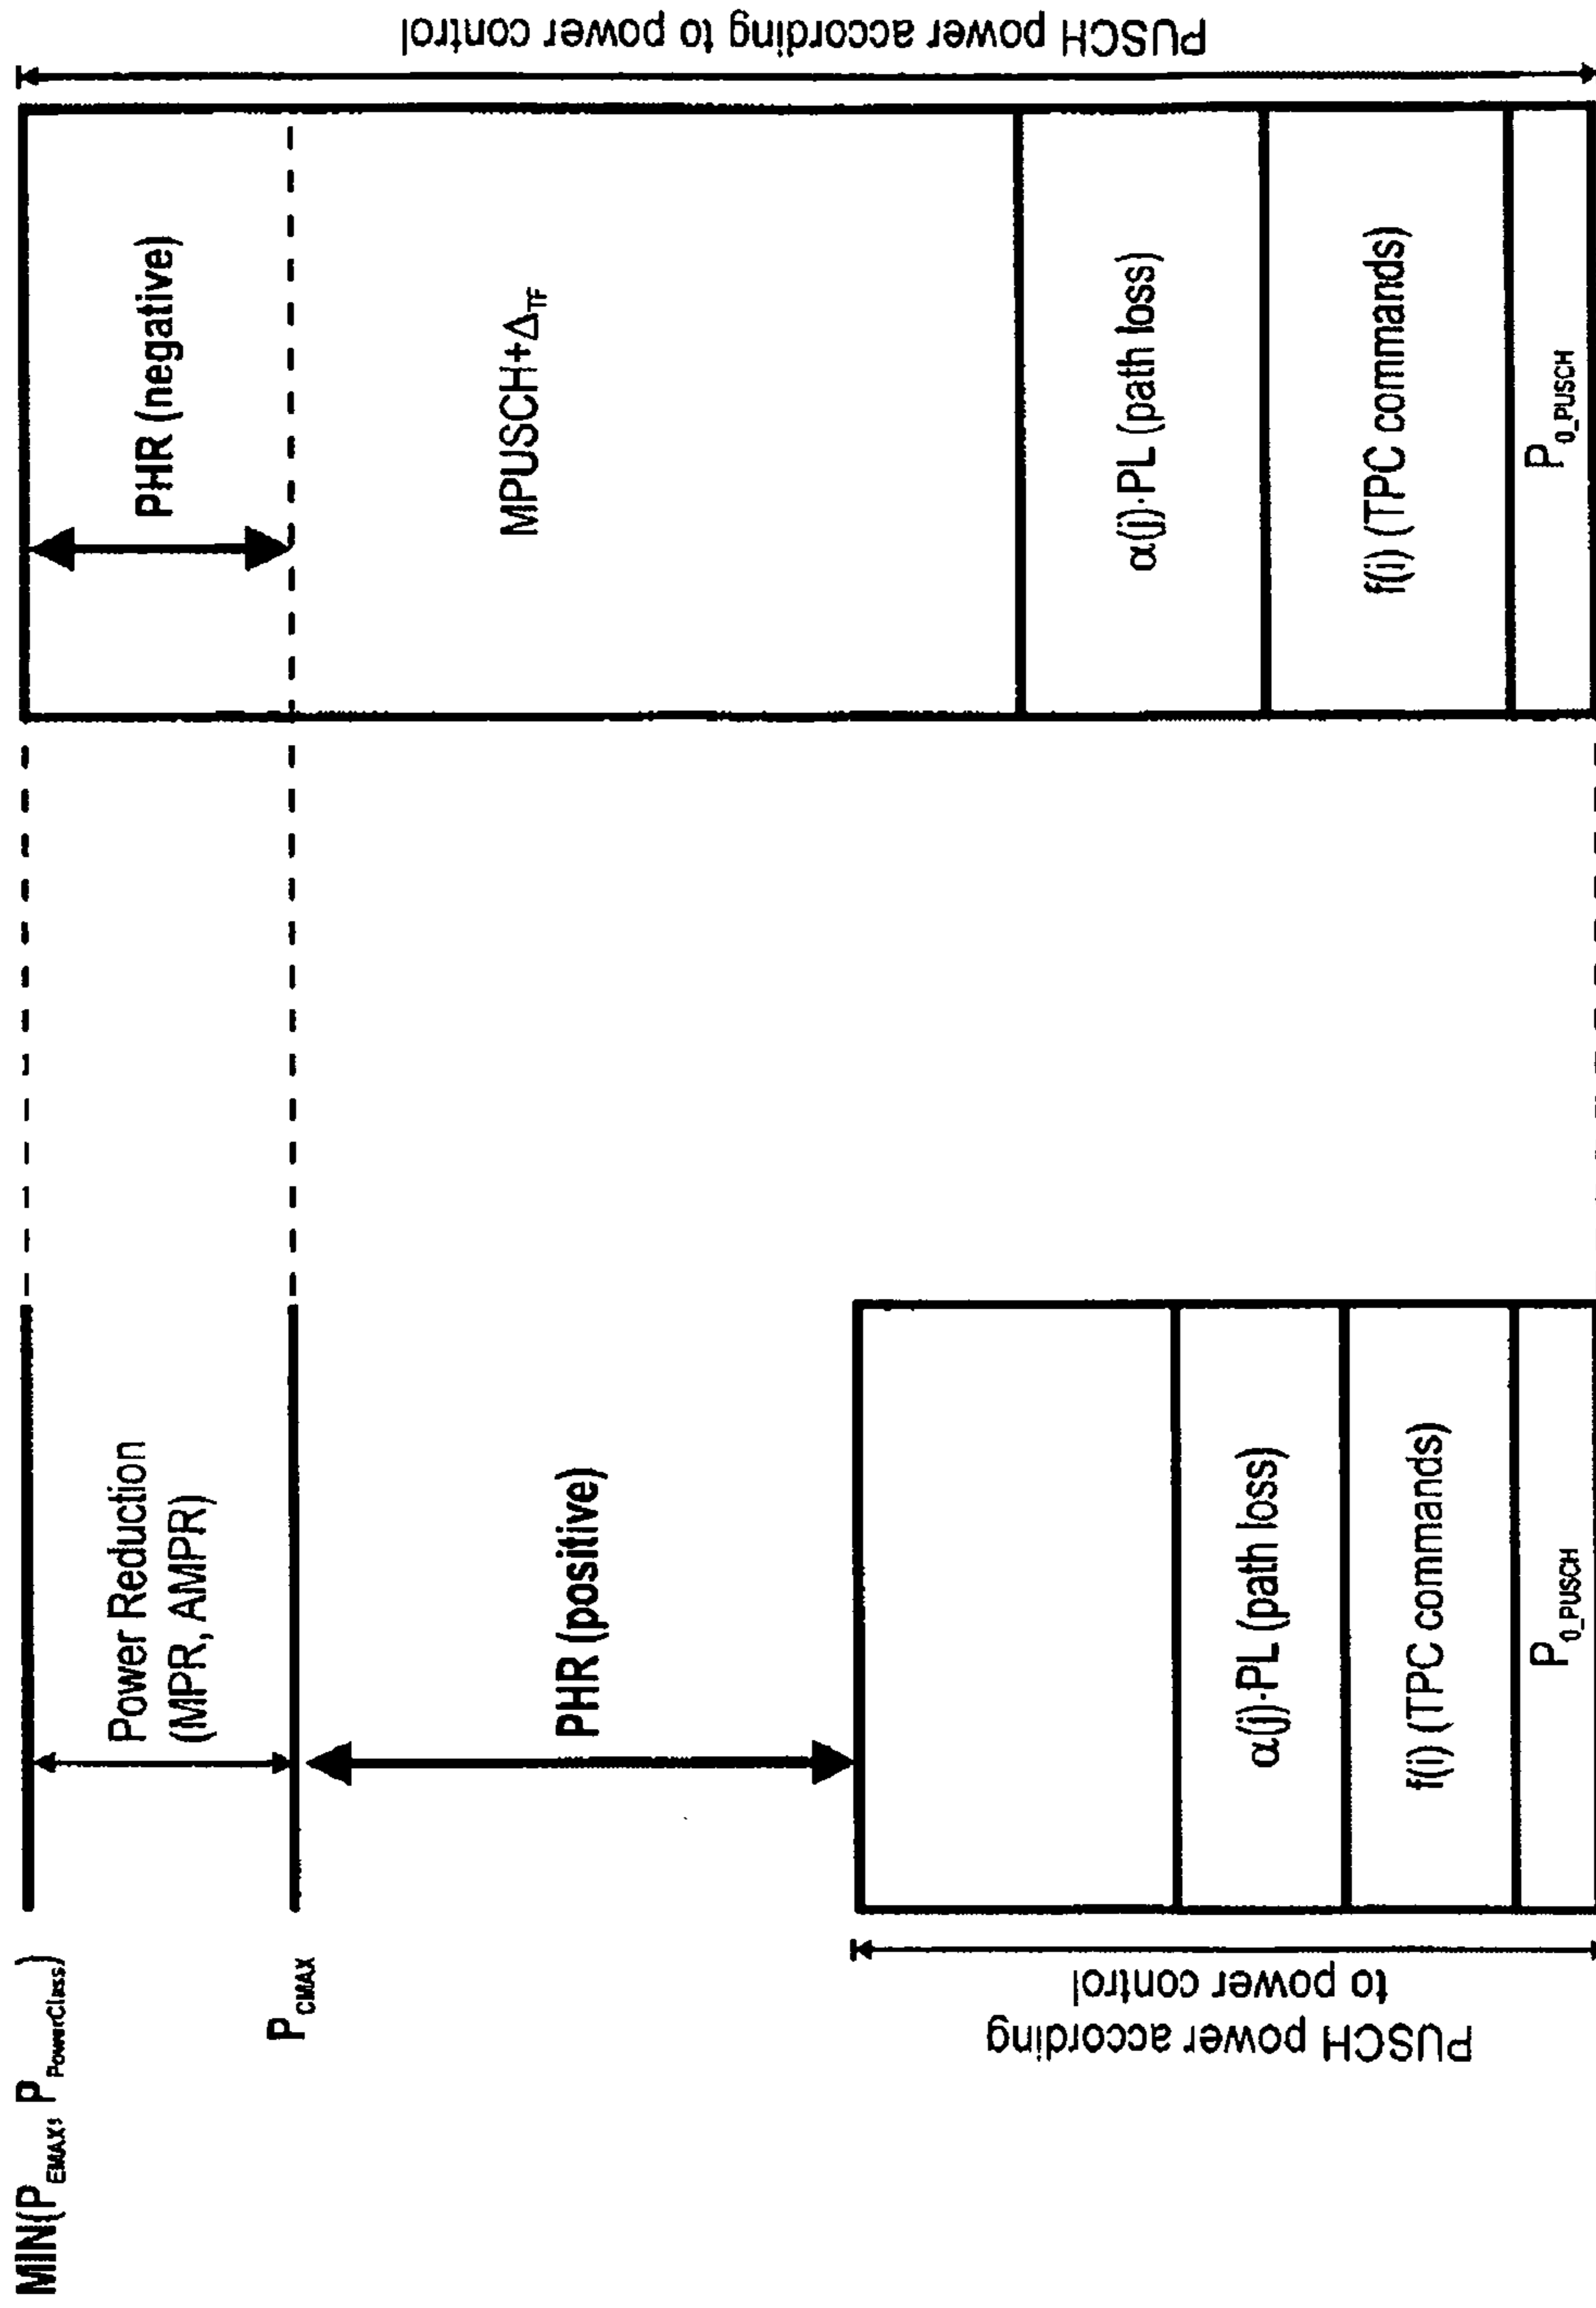 MIN(P_EMAX, P_PowerClass)
Power Reduction
(MPR, AMPR)
P_CMAX
PHR (positive)
α(j)·PL (path loss)
f(i) (TPC commands)
P_0_PUSCH
PUSCH power according
to power control
PHR (negative)
MPUSCH+Δ_TF
α(j)·PL (path loss)
f(i) (TPC commands)
P_0_PUSCH
PUSCH power according to power control